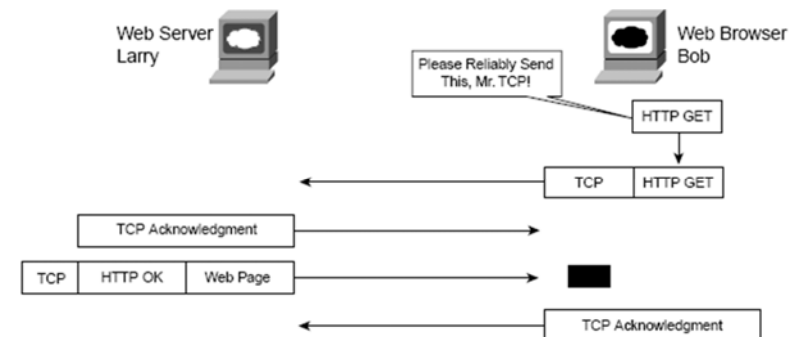 Web Server
Larry
Web Browser
Bob
Please Reliably Send
This, Mr. TCP!
HTTP GET
TCP HTTP GET
TCP Acknowledgment
TCP HTTP OK Web Page
TCP Acknowledgment